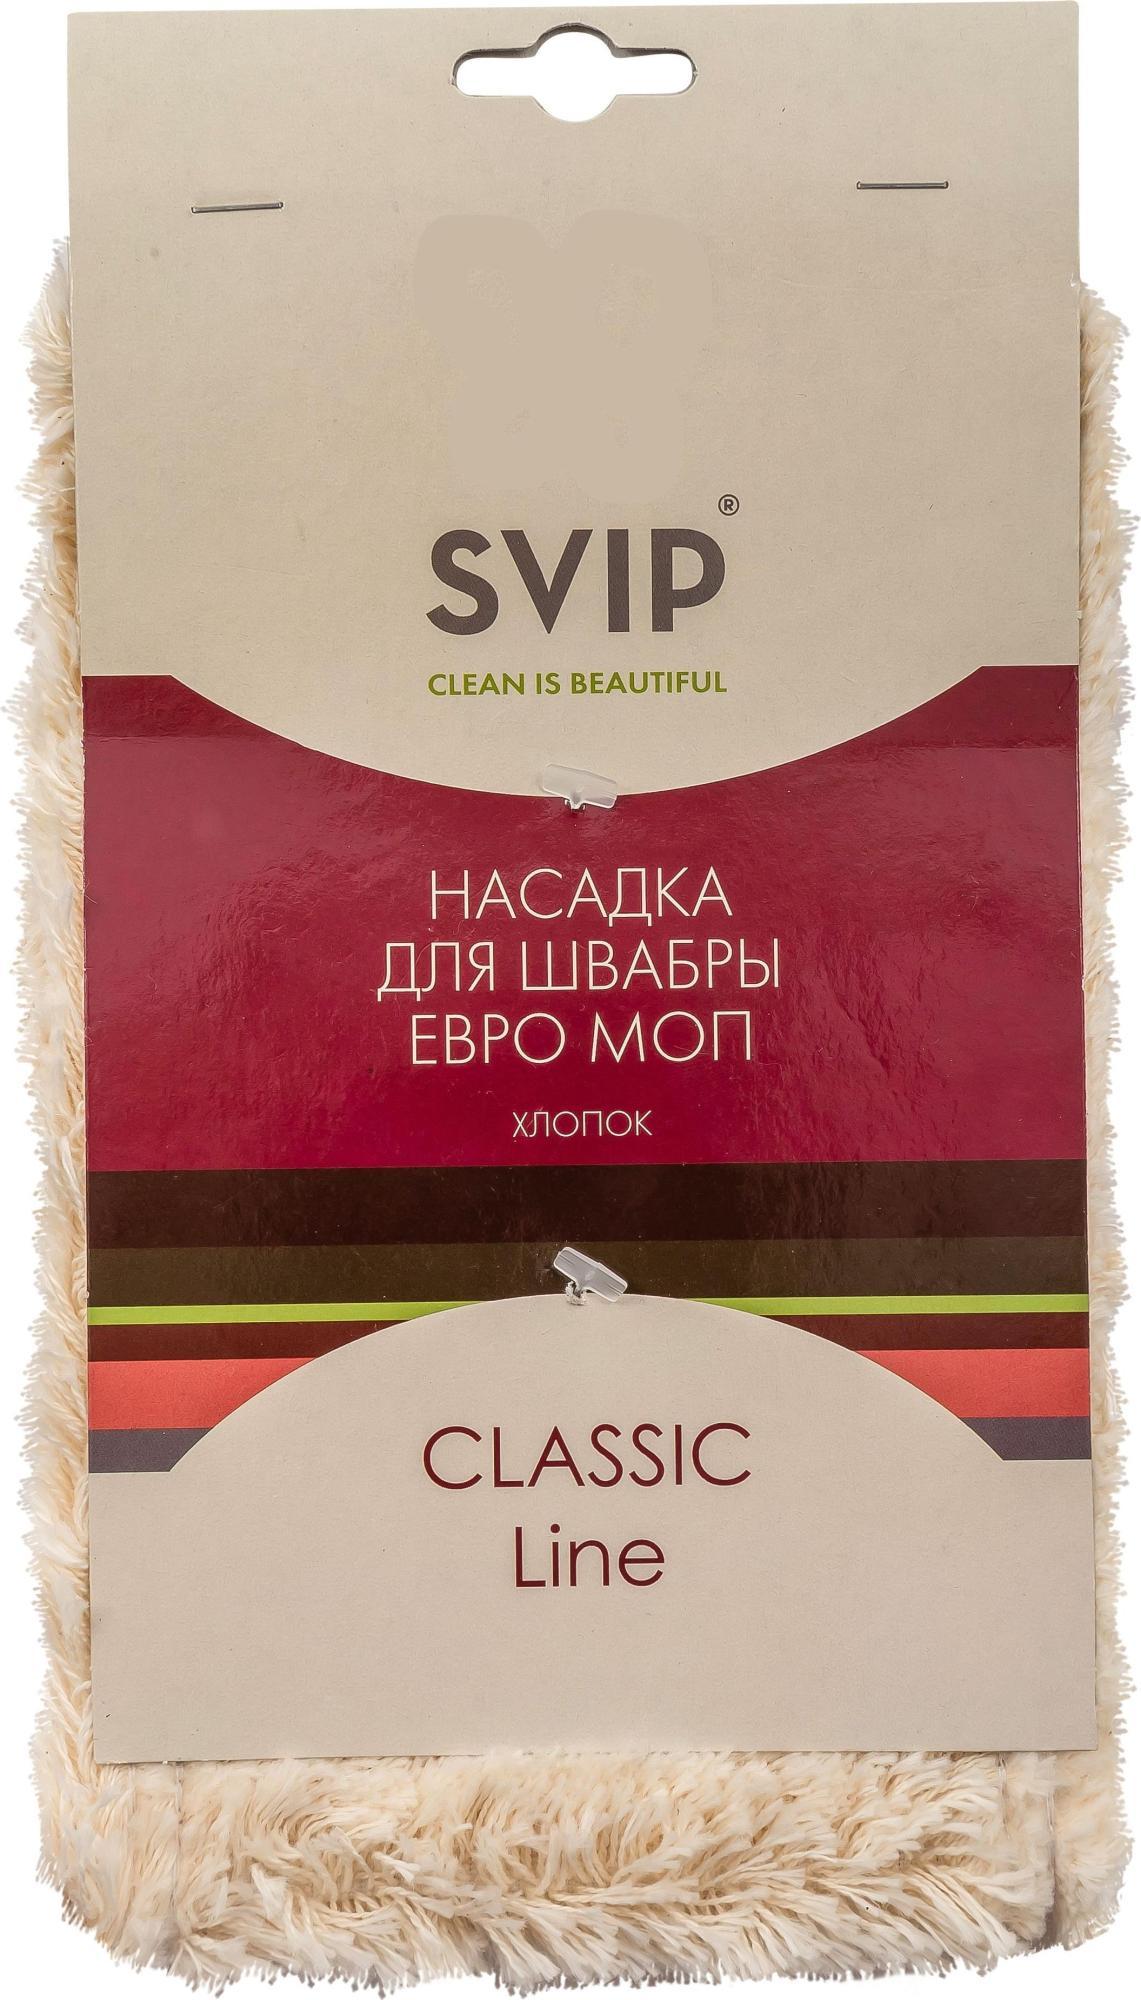 SVIP®
CLEAN IS BEAUTIFUL
НАСАДКА
ДЛЯ ШВАБРЫ
ЕВРО МОП
ХЛОПОК
CLASSIC
Line